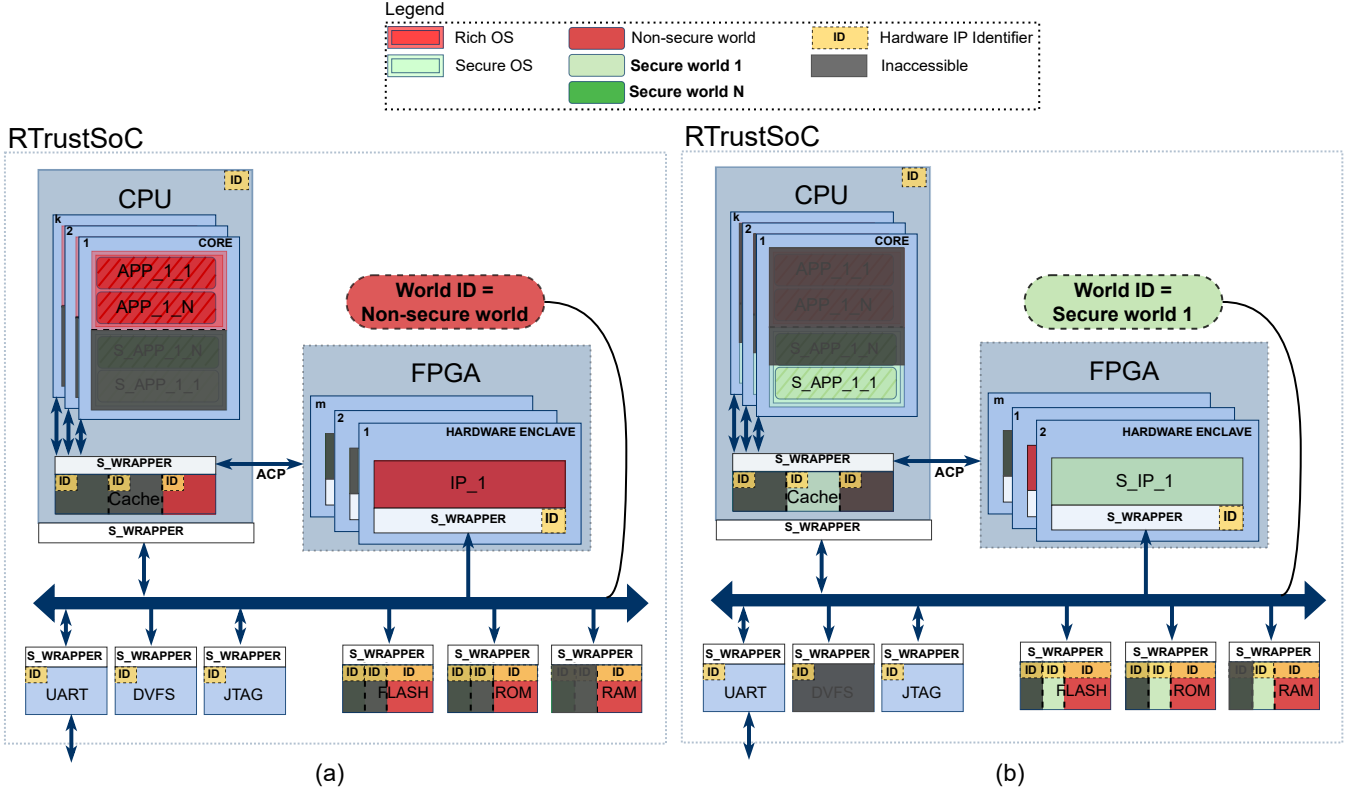 Legend
Rich OS
Non-secure world
ID
Hardware IP Identifier
Secure OS
Secure world 1
Inaccessible
Secure world N
RTrustSoC
ID
CPU
k
2
1
CORE
APP_1_1
APP_1_N
S_APP_1_N
S_APP_1_1
World ID =
Non-secure world
FPGA
m
2
1
HARDWARE ENCLAVE
IP_1
S_WRAPPER
ID
ACP
S_WRAPPER
ID
ID
ID
Cache
S_WRAPPER
S_WRAPPER
ID
UART
S_WRAPPER
ID
DVFS
S_WRAPPER
ID
JTAG
S_WRAPPER
ID ID ID
FLASH
S_WRAPPER
ID ID ID
ROM
S_WRAPPER
ID ID ID
RAM
(a)
RTrustSoC
ID
CPU
k
2
1
CORE
APP_1_1
APP_1_N
S_APP_1_N
S_APP_1_1
World ID =
Secure world 1
FPGA
m
1
2
HARDWARE ENCLAVE
S_IP_1
S_WRAPPER
ID
ACP
S_WRAPPER
ID
ID
ID
Cache
S_WRAPPER
S_WRAPPER
ID
UART
S_WRAPPER
ID
DVFS
S_WRAPPER
ID
JTAG
S_WRAPPER
ID ID ID
FLASH
S_WRAPPER
ID ID ID
ROM
S_WRAPPER
ID ID ID
RAM
(b)